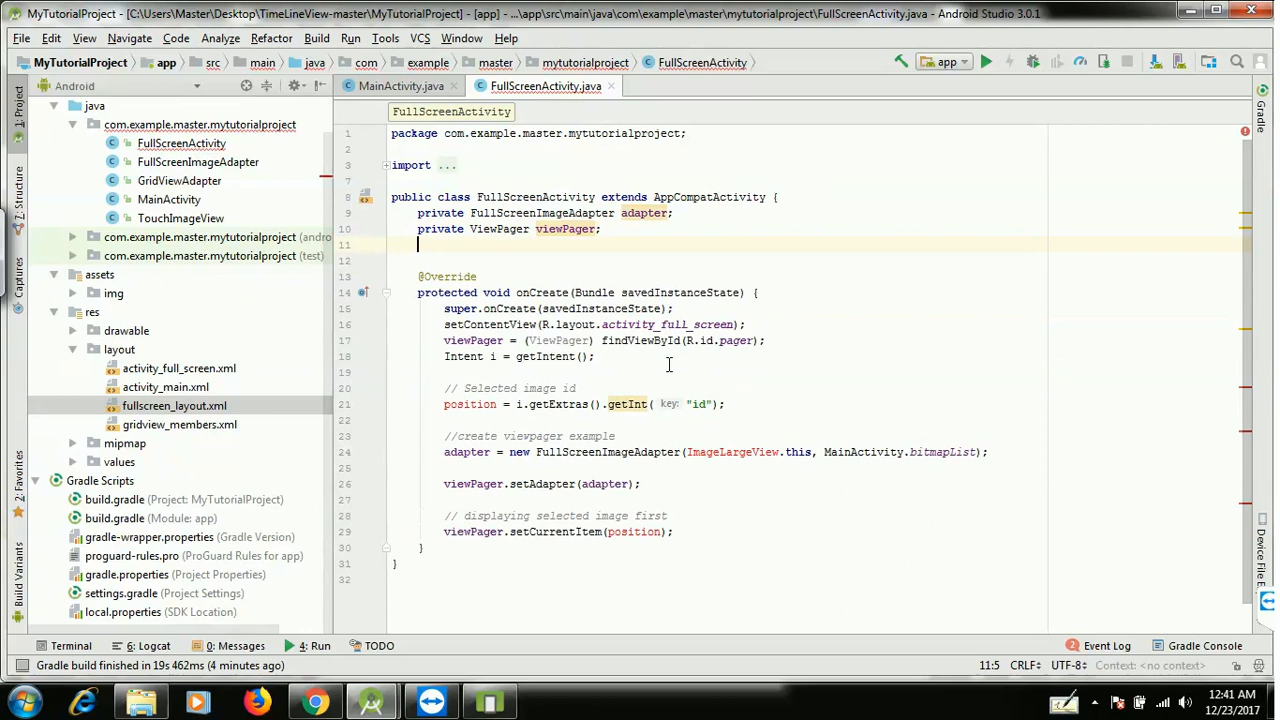 MyTutorialProject - [C:\Users\Master\Desktop\TimeLineView-master\MyTutorialProject] - [app] - ...\app\src\main\java\com\example\master\mytutorialproject\FullScreenActivity.java - Android Studio 3.0.1
File Edit View Navigate Code Analyze Refactor Build Run Tools VCS Window Help
MyTutorialProject app src main java com example master mytutorialproject FullScreenActivity app
1: Project
7: Structure
Captures
2: Favorites
Build Variants
Android
java
com.example.master.mytutorialproject
FullScreenActivity
FullScreenImageAdapter
GridViewAdapter
MainActivity
TouchImageView
com.example.master.mytutorialproject (andro
com.example.master.mytutorialproject (test)
assets
img
res
drawable
layout
activity_full_screen.xml
activity_main.xml
fullscreen_layout.xml
gridview_members.xml
mipmap
values
Gradle Scripts
build.gradle (Project: MyTutorialProject)
build.gradle (Module: app)
gradle-wrapper.properties (Gradle Version)
proguard-rules.pro (ProGuard Rules for app)
gradle.properties (Project Properties)
settings.gradle (Project Settings)
local.properties (SDK Location)
MainActivity.java FullScreenActivity.java
FullScreenActivity
1 package com.example.master.mytutorialproject;
2
3 import ...
7
8 public class FullScreenActivity extends AppCompatActivity {
9 private FullScreenImageAdapter adapter;
10 private ViewPager viewPager;
11
12
13 @Override
14 protected void onCreate(Bundle savedInstanceState) {
15 super.onCreate(savedInstanceState);
16 setContentView(R.layout.activity_full_screen);
17 viewPager = (ViewPager) findViewById(R.id.pager);
18 Intent i = getIntent();
19
20 // Selected image id
21 position = i.getExtras().getInt( key: "id");
22
23 //create viewpager example
24 adapter = new FullScreenImageAdapter(ImageLargeView.this, MainActivity.bitmapList);
25
26 viewPager.setAdapter(adapter);
27
28 // displaying selected image first
29 viewPager.setCurrentItem(position);
30 }
31 }
32
Gradle
Device File E
Terminal 6: Logcat 0: Messages 4: Run TODO 2 Event Log Gradle Console
Gradle build finished in 19s 462ms (4 minutes ago) 11:5 CRLF÷ UTF-8÷ Context: <no context>
12:41 AM
12/23/2017